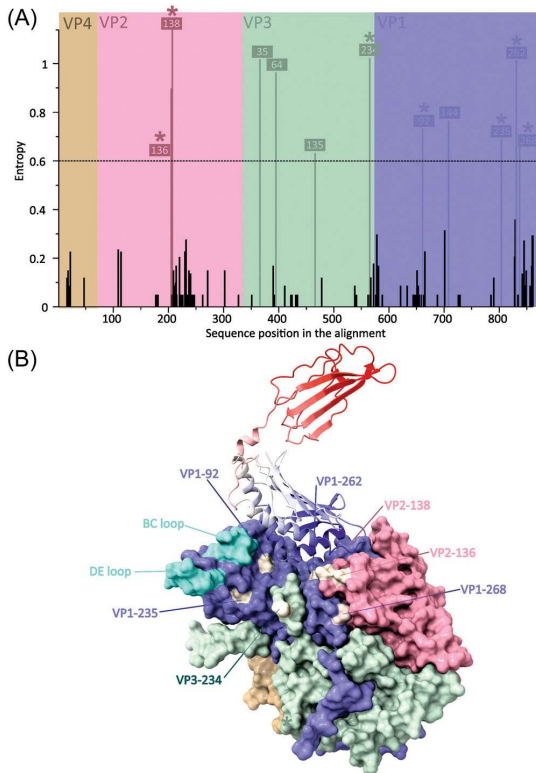 (A)
VP4 VP2 VP3 VP1
* * * * * *
138 35 64 234 262
136 135 92 235 268
Entropy
1
0.8
0.6
0.4
0.2
0
100 200 300 400 500 600 700 800
Sequence position in the alignment
(B)
VP1-92
VP1-262
VP2-138
BC loop
VP2-136
DE loop
VP1-268
VP1-235
VP3-234